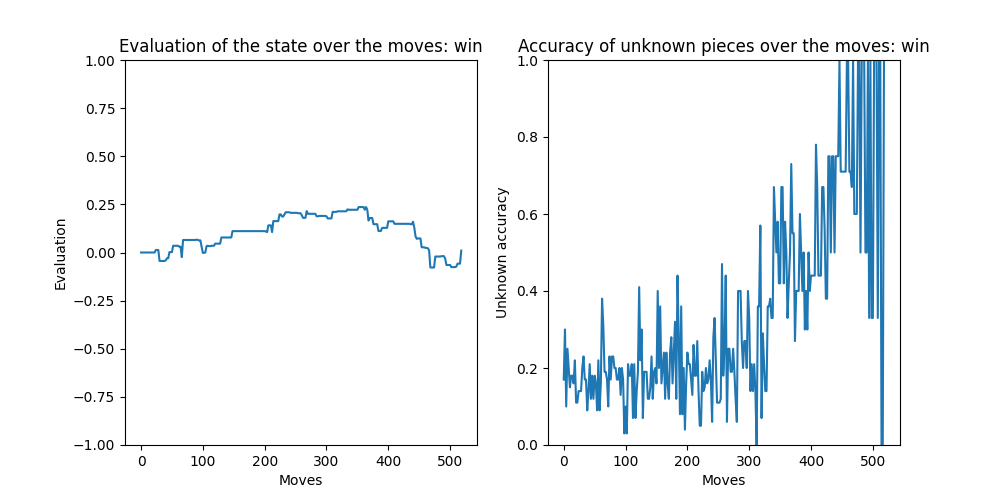 Evaluation of the state over the moves: win
1.00
0.75
0.50
0.25
0.00
−0.25
−0.50
−0.75
−1.00
Evaluation
0 100 200 300 400 500
Moves
Accuracy of unknown pieces over the moves: win
1.0
0.8
0.6
0.4
0.2
0.0
Unknown accuracy
0 100 200 300 400 500
Moves